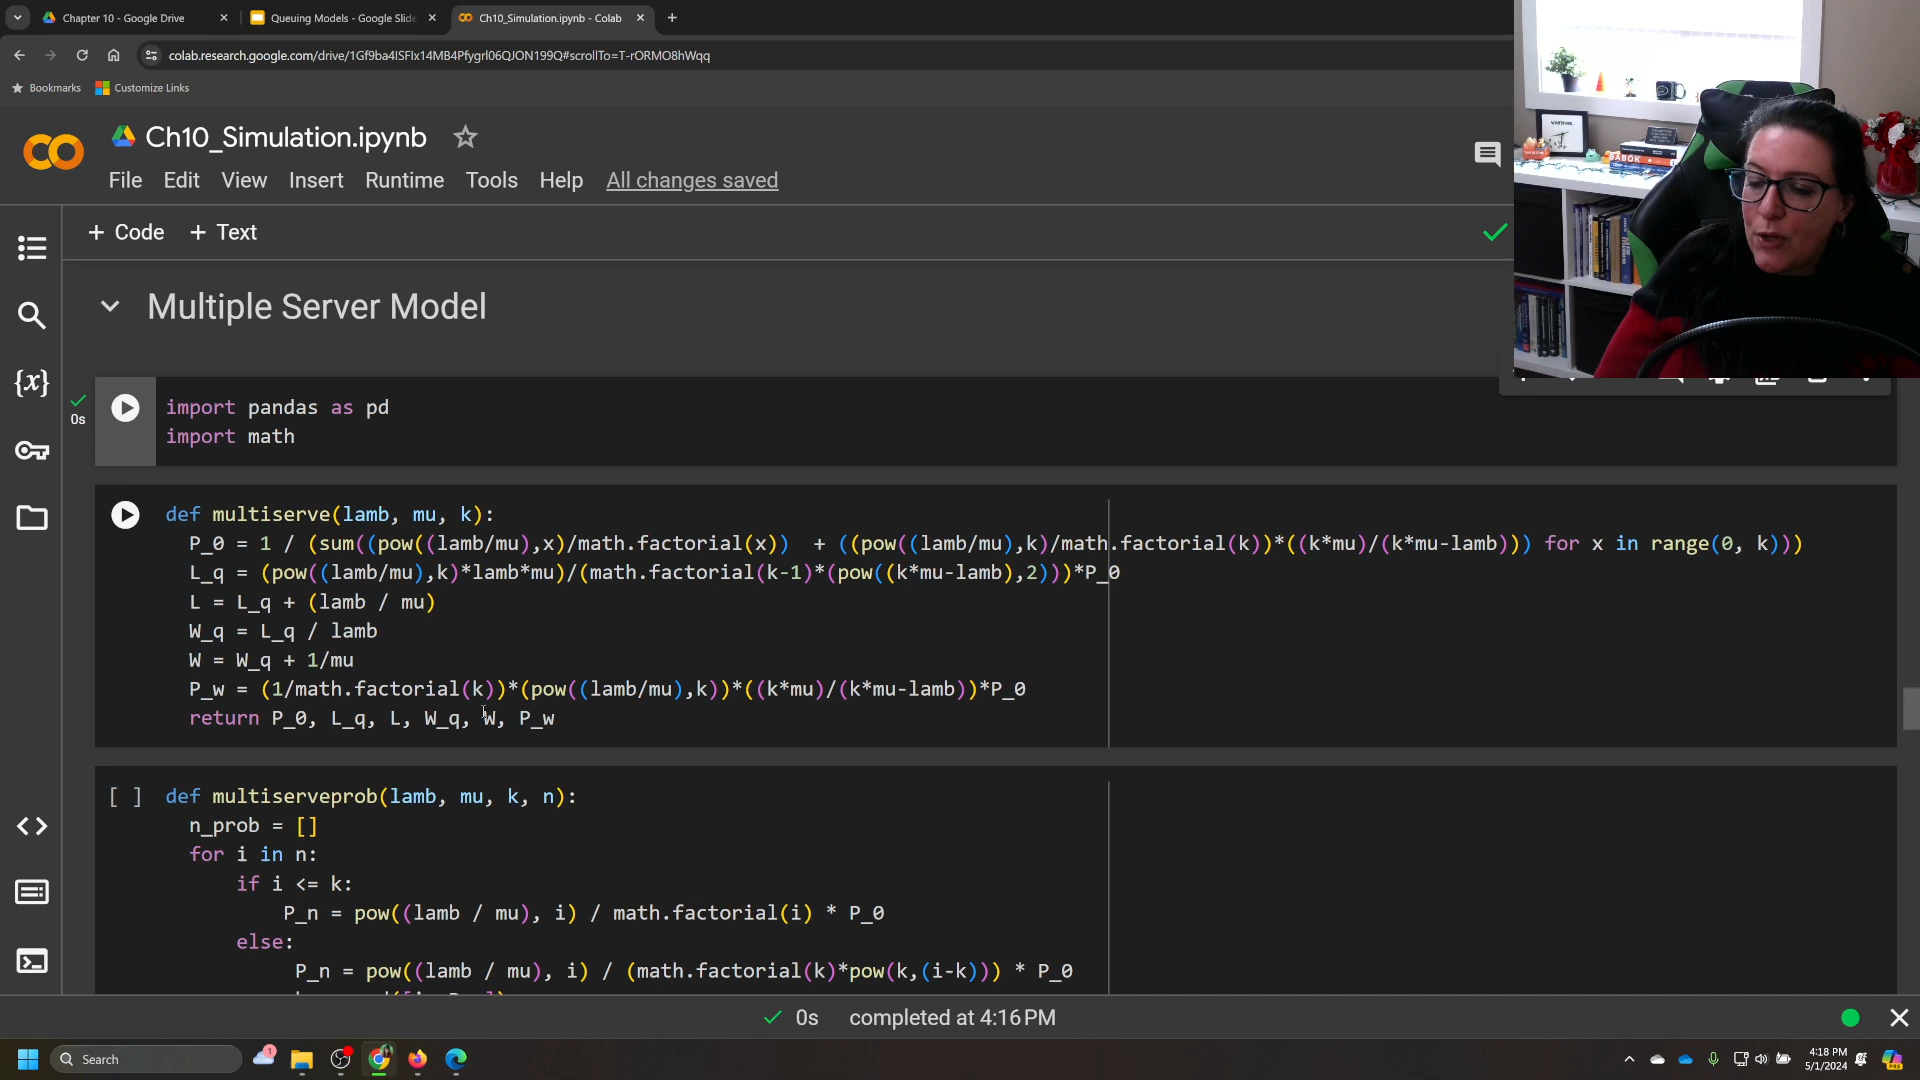 Chapter 10 - Google Drive
Queuing Models - Google Slide
Ch10_Simulation.ipynb - Colab
colab.research.google.com/drive/1Gf9ba4ISFIx14MB4Pfygrl06QJON199Q#scrollTo=T-rORMO8hWqq
Bookmarks
Customize Links
Ch10_Simulation.ipynb
File Edit View Insert Runtime Tools Help All changes saved
+ Code + Text
Multiple Server Model
0s
import pandas as pd
import math
def multiserve(lamb, mu, k):
P_0 = 1 / (sum((pow((lamb/mu),x)/math.factorial(x)) + ((pow((lamb/mu),k)/math.factorial(k))*((k*mu)/(k*mu-lamb))) for x in range(0, k)))
L_q = (pow((lamb/mu),k)*lamb*mu)/(math.factorial(k-1)*(pow((k*mu-lamb),2)))*P_0
L = L_q + (lamb / mu)
W_q = L_q / lamb
W = W_q + 1/mu
P_w = (1/math.factorial(k))*(pow((lamb/mu),k))*((k*mu)/(k*mu-lamb))*P_0
return P_0, L_q, L, W_q, W, P_w
[ ] def multiserveprob(lamb, mu, k, n):
n_prob = []
for i in n:
if i <= k:
P_n = pow((lamb / mu), i) / math.factorial(i) * P_0
else:
P_n = pow((lamb / mu), i) / (math.factorial(k)*pow(k,(i-k))) * P_0
0s completed at 4:16 PM
Search
4:18 PM
5/1/2024
BABOK